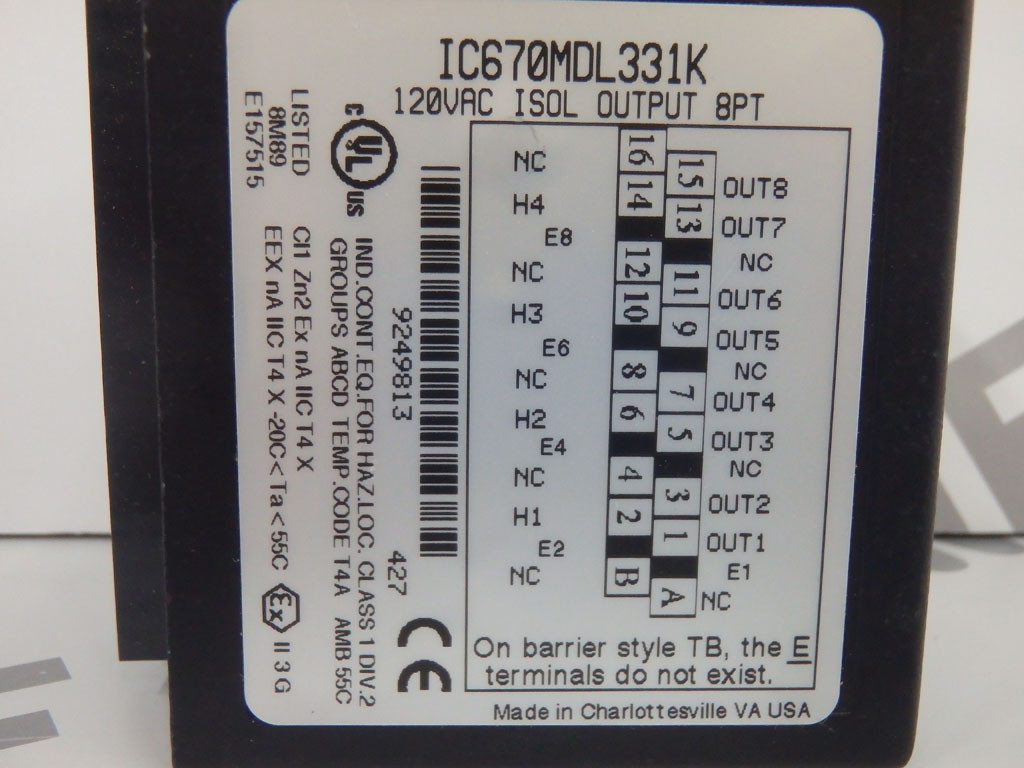 IC670MDL331K
120VAC ISOL OUTPUT 8PT
LISTED
8M89
E157515
C UL US
IND.CONT.EQ.FOR HAZ.LOC. CLASS 1 DIV.2
GROUPS ABCD TEMP.CODE T4A AMB 55C
Cl1 Zn2 Ex nA IIC T4 X
EEX nA IIC T4 X -20C<Ta<55C Ex II 3 G
9249813
427
CE
NC 16 15 OUT8
H4 14 13 OUT7
E8 NC
NC 12 11 OUT6
H3 10 9 OUT5
E6 NC
NC 8 7 OUT4
H2 6 5 OUT3
E4 NC
NC 4 3 OUT2
H1 2 1 OUT1
E2 E1
NC B A NC
On barrier style TB, the E
terminals do not exist.
Made in Charlottesville VA USA